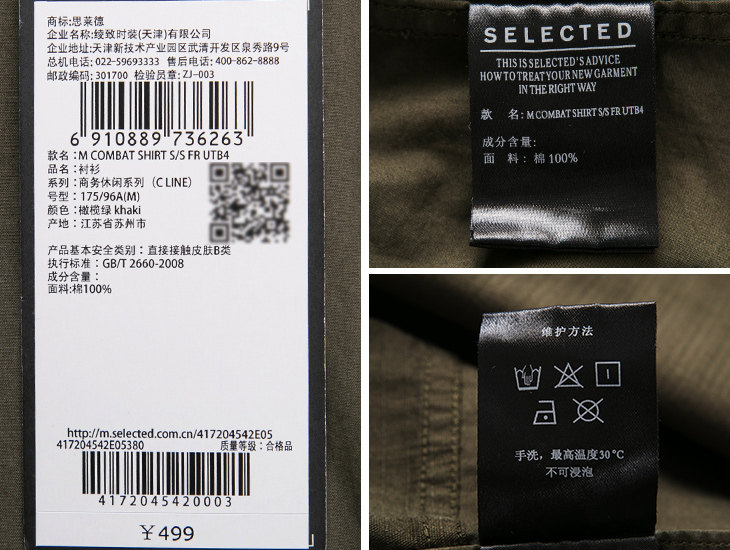 商标:思莱德
企业名称:绫致时装(天津)有限公司
企业地址:天津新技术产业园区武清开发区泉秀路9号
总机电话:022-59693333 售后电话:400-862-8888
邮政编码:301700 检验员章:ZJ-003
6 910889 736263
款名:M COMBAT SHIRT S/S FR UTB4
品名:衬衫
系列:商务休闲系列 (C LINE)
号型:175/96A(M)
颜色:橄榄绿 khaki
产地:江苏省苏州市
产品基本安全类别:直接接触皮肤B类
执行标准:GB/T 2660-2008
成分含量:
面料:棉100%
http://m.selected.com.cn/417204542E05
417204542E05380 质量等级:合格品
4172045420003
￥499
SELECTED
THIS IS SELECTED'S ADVICE
HOW TO TREAT YOUR NEW GARMENT
IN THE RIGHT WAY
款 名: M COMBAT SHIRT S/S FR UTB4
成分含量:
面 料: 棉 100%
维护方法
手洗，最高温度30°C
不可浸泡